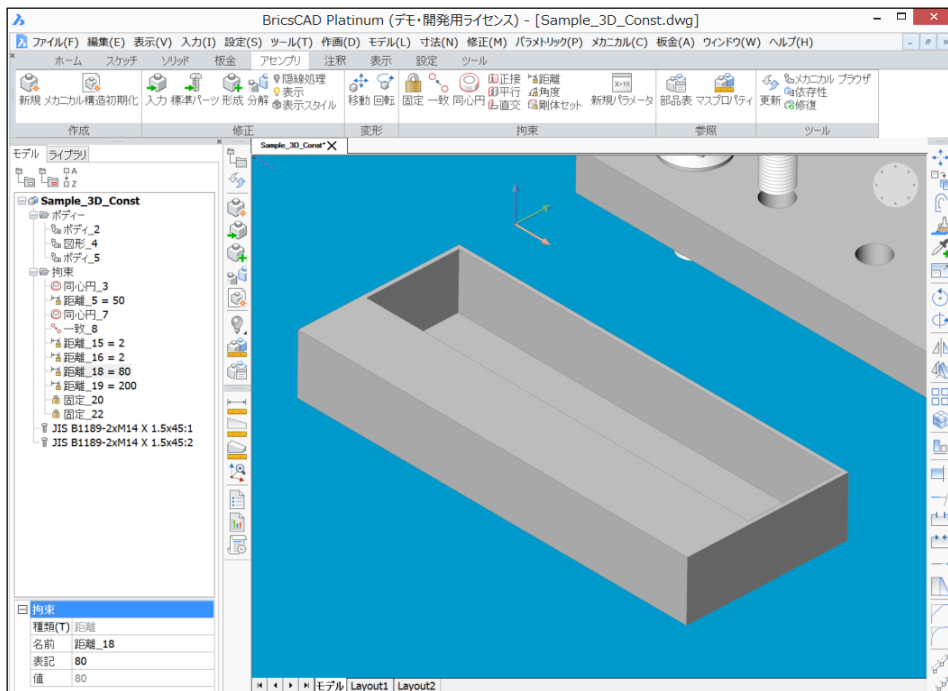 BricsCAD Platinum (デモ・開発用ライセンス) - [Sample_3D_Const.dwg]
ファイル(F) 編集(E) 表示(V) 入力(I) 設定(S) ツール(T) 作画(D) モデル(L) 寸法(N) 修正(M) パラメトリック(P) メカニカル(C) 板金(A) ウィンドウ(W) ヘルプ(H)
ホーム スケッチ ソリッド 板金 アセンブリ 注釈 表示 設定 ツール
隠線処理 正接 距離 メカニカル ブラウザ
表示 平行 角度 依存性
新規 メカニカル構造初期化 入力 標準パーツ 形成 分解 表示スタイル 移動 回転 固定 一致 同心円 直交 剛体セット 新規パラメータ 部品表 マスプロパティ 更新 修復
作成 修正 変形 拘束 参照 ツール
モデル ライブラリ
Sample_3D_Const*
Sample_3D_Const
ボディー
ボディ_2
図形_4
ボディ_5
拘束
同心円_3
距離_5 = 50
同心円_7
一致_8
距離_15 = 2
距離_16 = 2
距離_18 = 80
距離_19 = 200
固定_20
固定_22
JIS B1189-2xM14 X 1.5x45:1
JIS B1189-2xM14 X 1.5x45:2
拘束
種類(T) 距離
名前 距離_18
表記 80
値 80
モデル Layout1 Layout2